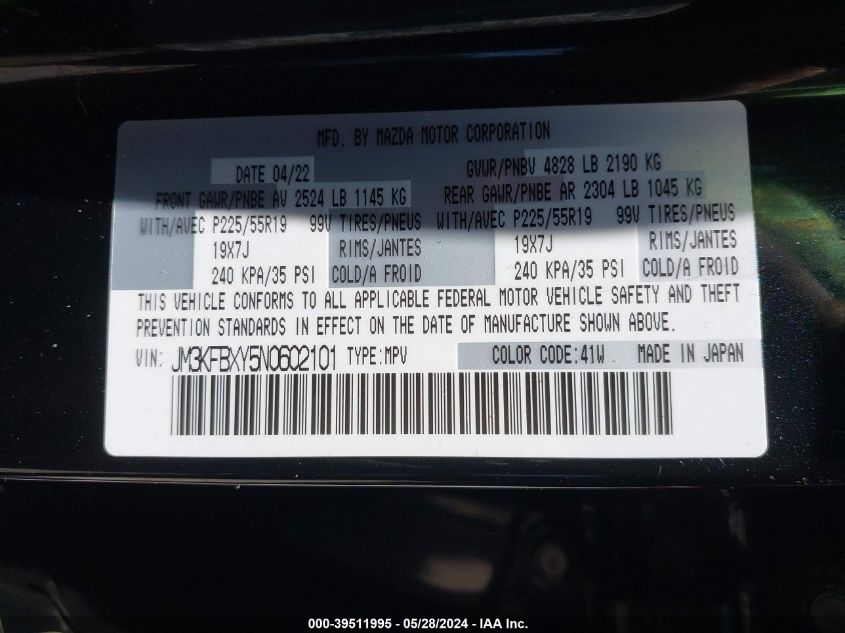 MFD. BY MAZDA MOTOR CORPORATION
DATE 04/22 GVWR/PNBV 4828 LB 2190 KG
FRONT GAWR/PNBE AV 2524 LB 1145 KG REAR GAWR/PNBE AR 2304 LB 1045 KG
WITH/AVEC P225/55R19 99V TIRES/PNEUS WITH/AVEC P225/55R19 99V TIRES/PNEUS
19X7J RIMS/JANTES 19X7J RIMS/JANTES
240 KPA/35 PSI COLD/A FROID 240 KPA/35 PSI COLD/A FROID
THIS VEHICLE CONFORMS TO ALL APPLICABLE FEDERAL MOTOR VEHICLE SAFETY AND THEFT
PREVENTION STANDARDS IN EFFECT ON THE DATE OF MANUFACTURE SHOWN ABOVE.
VIN: JM3KFBXY5N0602101 TYPE:MPV COLOR CODE:41W MADE IN JAPAN
000-39511995 - 05/28/2024 - IAA Inc.